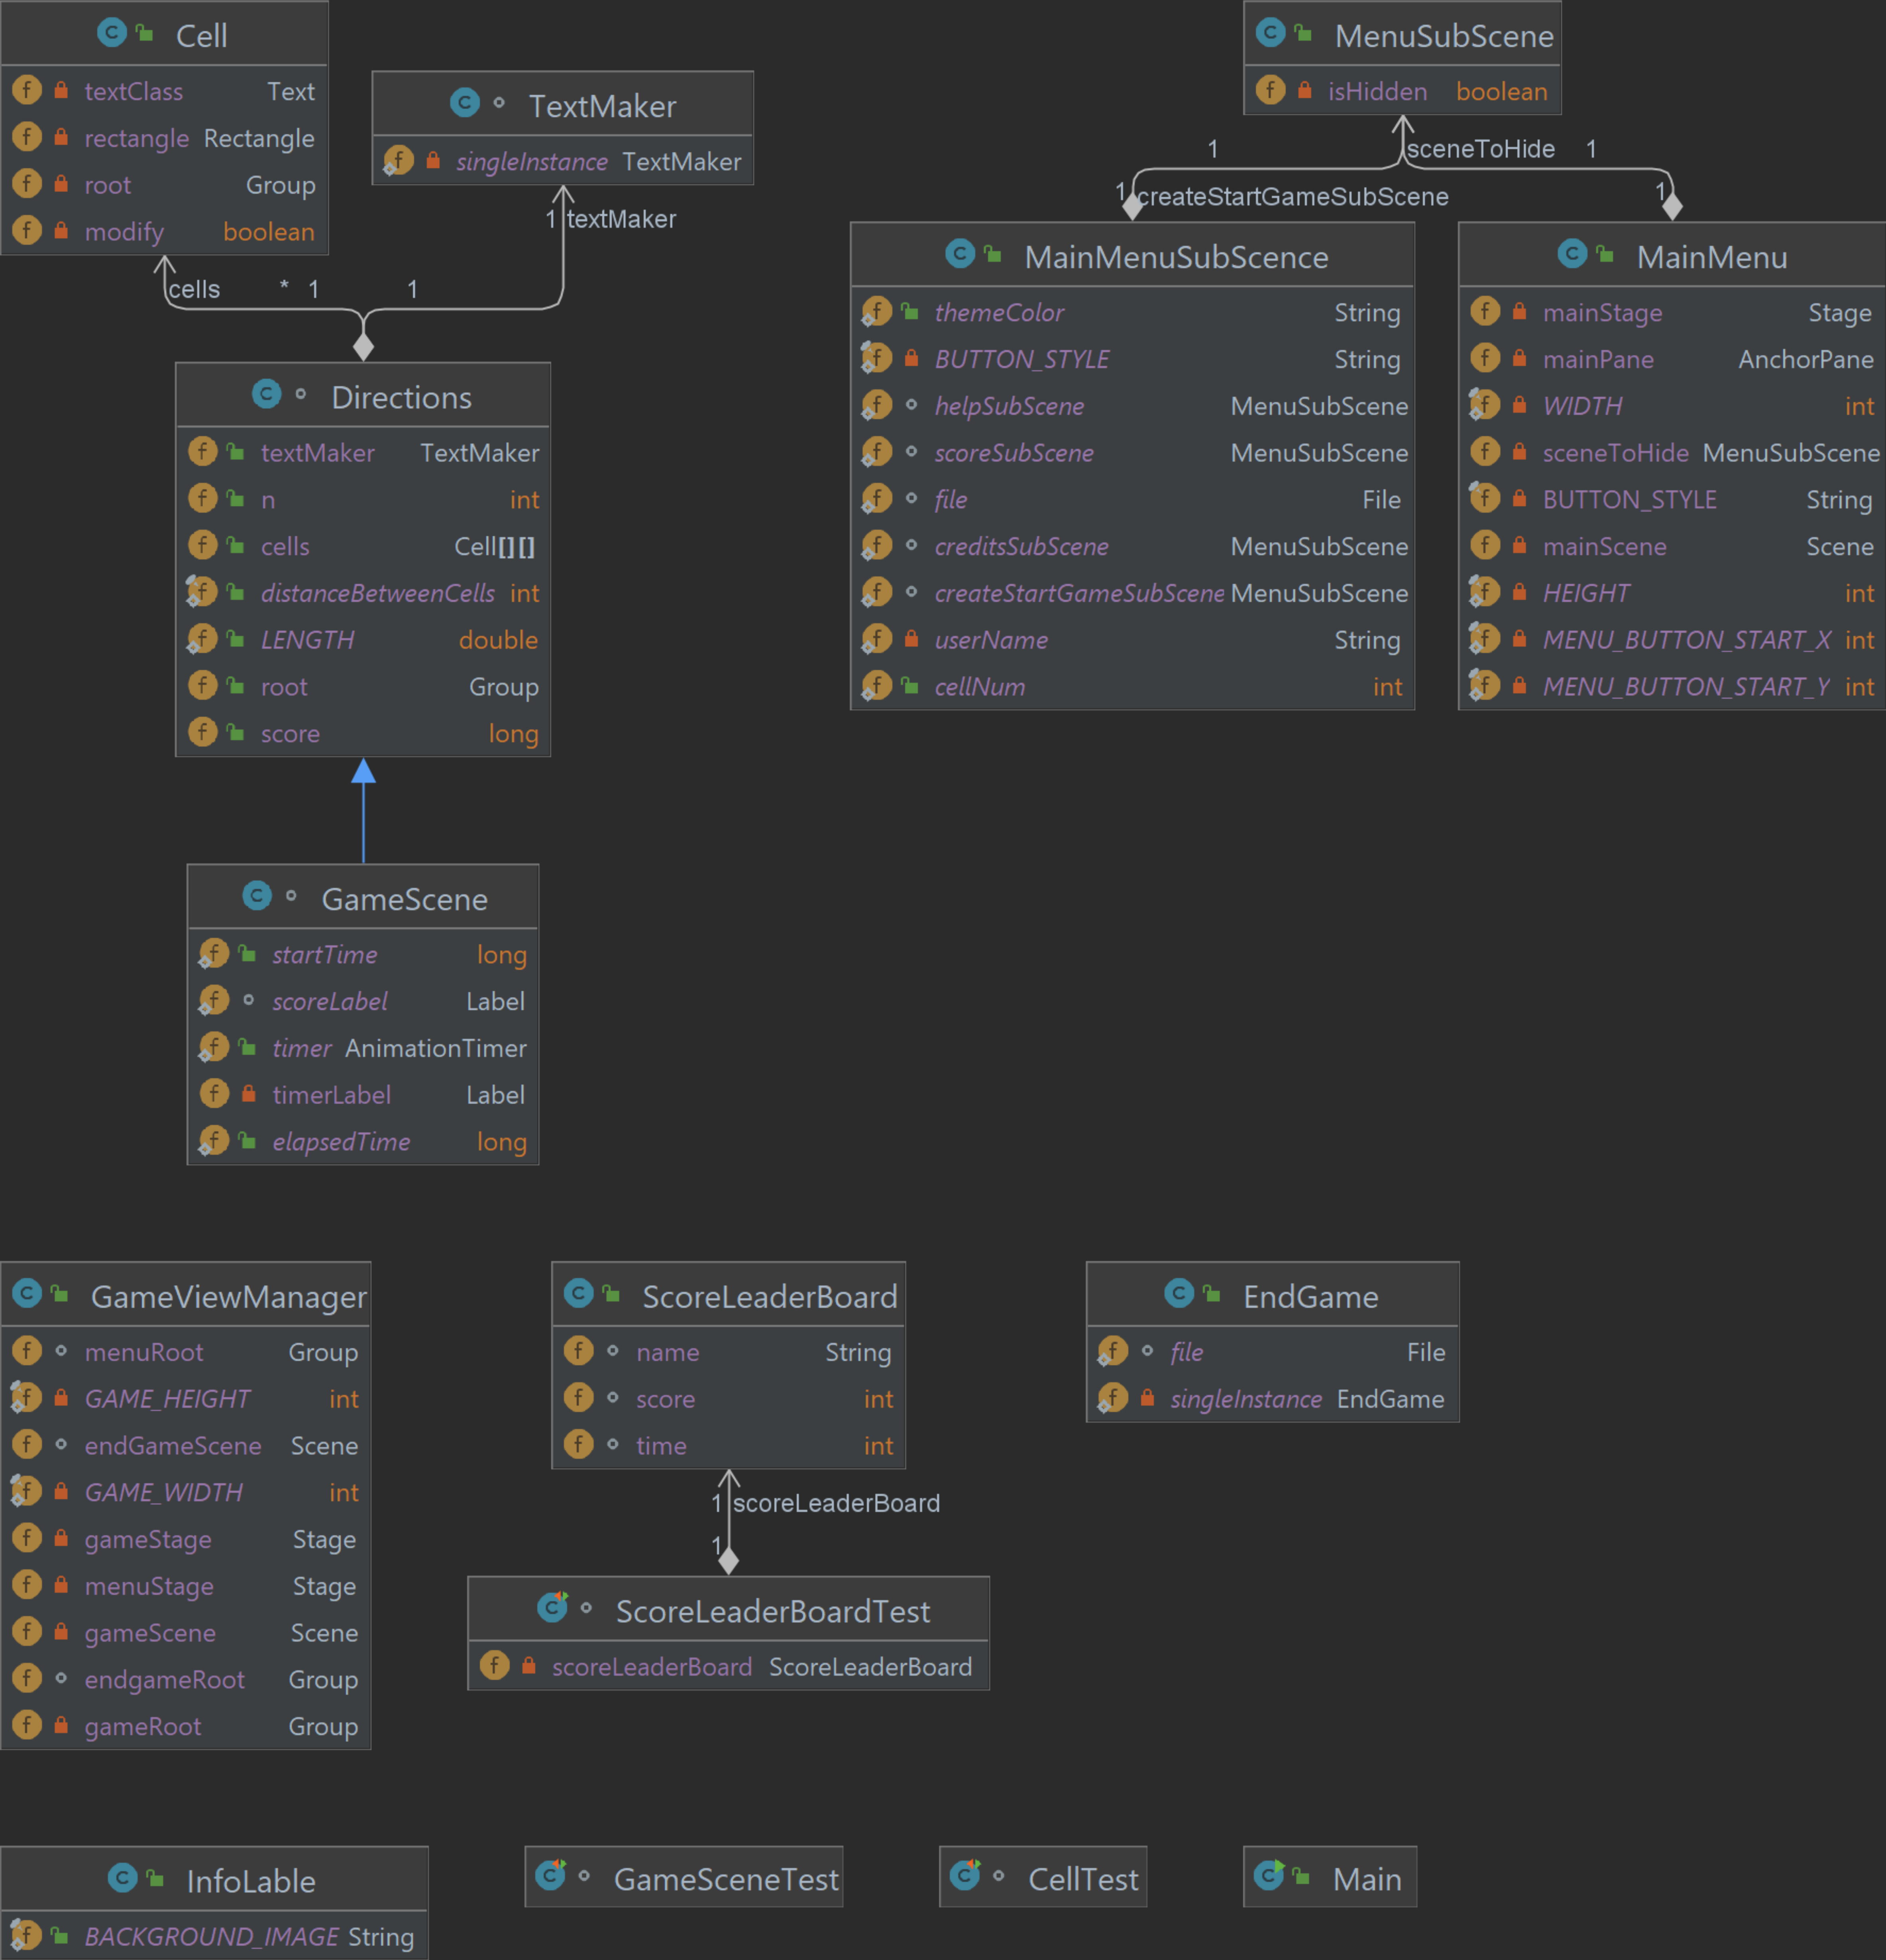 Cell
textClass Text
rectangle Rectangle
root Group
modify boolean
TextMaker
singleInstance TextMaker
1 textMaker
cells * 1 1
Directions
textMaker TextMaker
n int
cells Cell[][]
distanceBetweenCells int
LENGTH double
root Group
score long
GameScene
startTime long
scoreLabel Label
timer AnimationTimer
timerLabel Label
elapsedTime long
MenuSubScene
isHidden boolean
1 sceneToHide 1
1 createStartGameSubScene 1
MainMenuSubScence
themeColor String
BUTTON_STYLE String
helpSubScene MenuSubScene
scoreSubScene MenuSubScene
file File
creditsSubScene MenuSubScene
createStartGameSubScene MenuSubScene
userName String
cellNum int
MainMenu
mainStage Stage
mainPane AnchorPane
WIDTH int
sceneToHide MenuSubScene
BUTTON_STYLE String
mainScene Scene
HEIGHT int
MENU_BUTTON_START_X int
MENU_BUTTON_START_Y int
GameViewManager
menuRoot Group
GAME_HEIGHT int
endGameScene Scene
GAME_WIDTH int
gameStage Stage
menuStage Stage
gameScene Scene
endgameRoot Group
gameRoot Group
ScoreLeaderBoard
name String
score int
time int
1 scoreLeaderBoard
1
ScoreLeaderBoardTest
scoreLeaderBoard ScoreLeaderBoard
EndGame
file File
singleInstance EndGame
InfoLable
BACKGROUND_IMAGE String
GameSceneTest
CellTest
Main